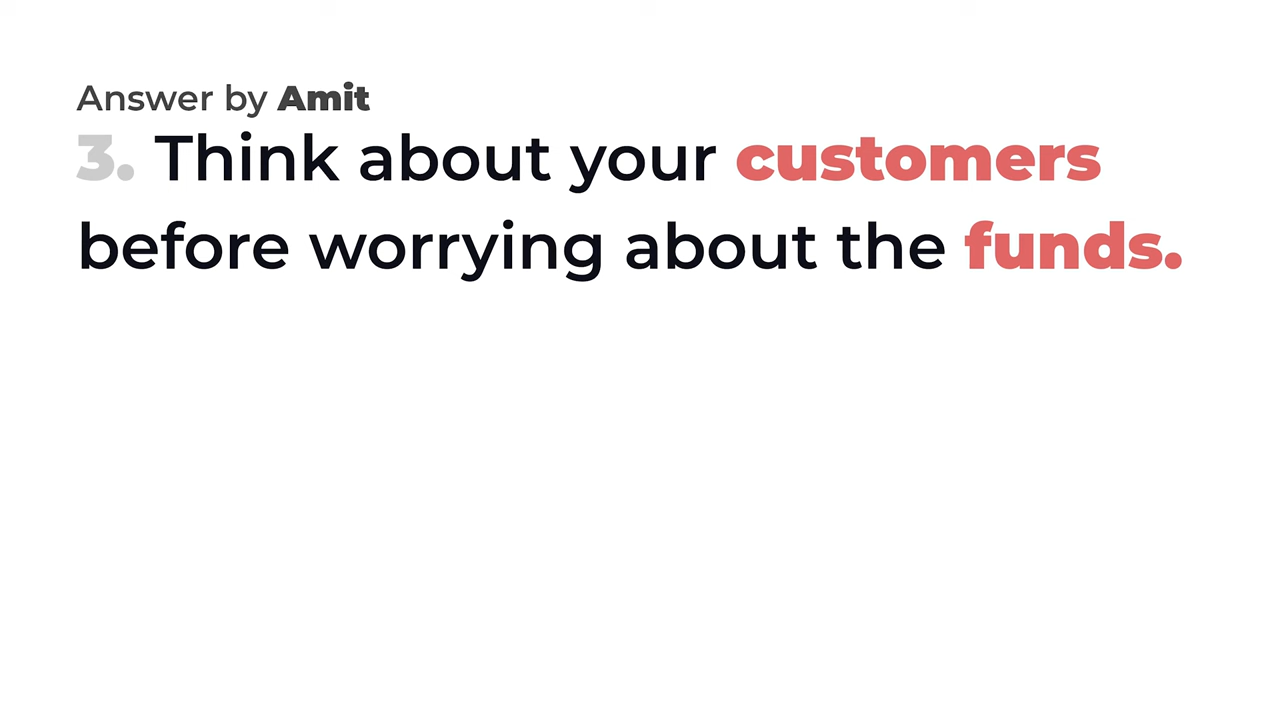 Answer by Amit
3. Think about your customers
before worrying about the funds.